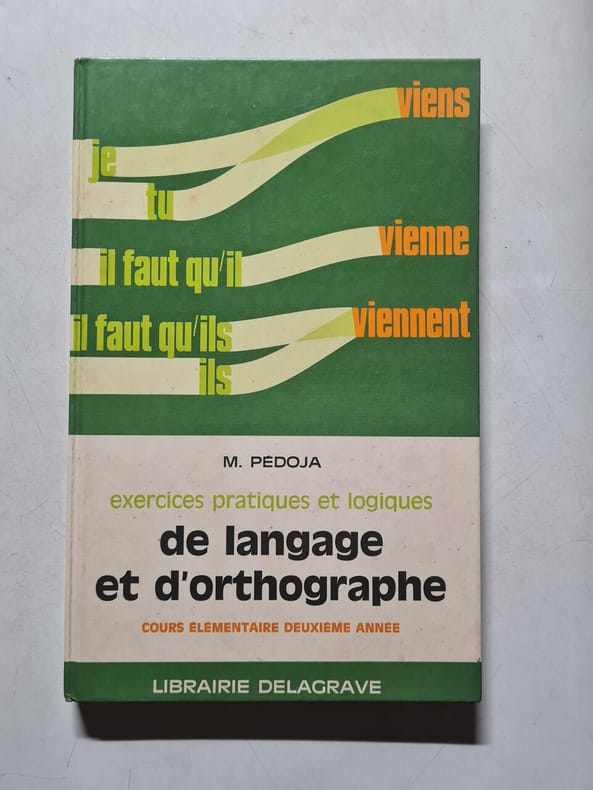 viens
je
tu
vienne
il faut qu'il
viennent
il faut qu'ils
ils
M. PÉDOJA
exercices pratiques et logiques
de langage
et d'orthographe
COURS ÉLÉMENTAIRE DEUXIÈME ANNÉE
LIBRAIRIE DELAGRAVE